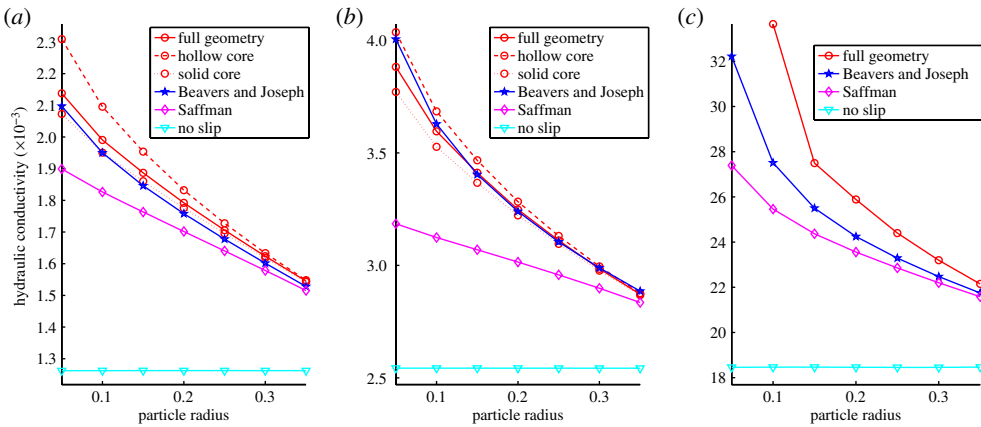 (a)
2.3
2.2
2.1
2.0
1.9
1.8
1.7
1.6
1.5
1.4
1.3
hydraulic conductivity (×10⁻³)
full geometry
hollow core
solid core
Beavers and Joseph
Saffman
no slip
0.1 0.2 0.3
particle radius
(b)
4.0
3.5
3.0
2.5
full geometry
hollow core
solid core
Beavers and Joseph
Saffman
no slip
0.1 0.2 0.3
particle radius
(c)
32
30
28
26
24
22
20
18
full geometry
Beavers and Joseph
Saffman
no slip
0.1 0.2 0.3
particle radius